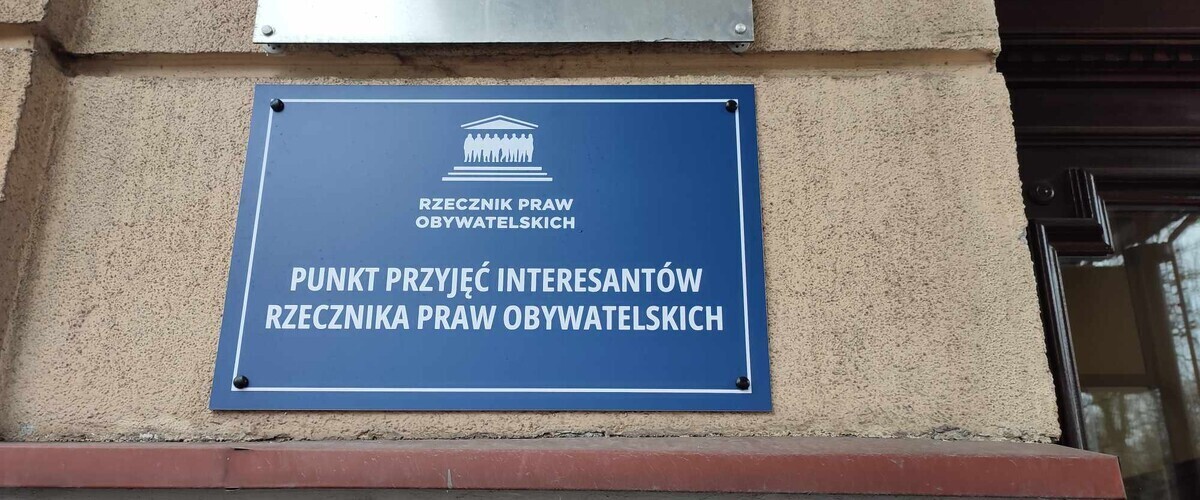 RZECZNIK PRAW
OBYWATELSKICH
PUNKT PRZYJĘĆ INTERESANTÓW
RZECZNIKA PRAW OBYWATELSKICH